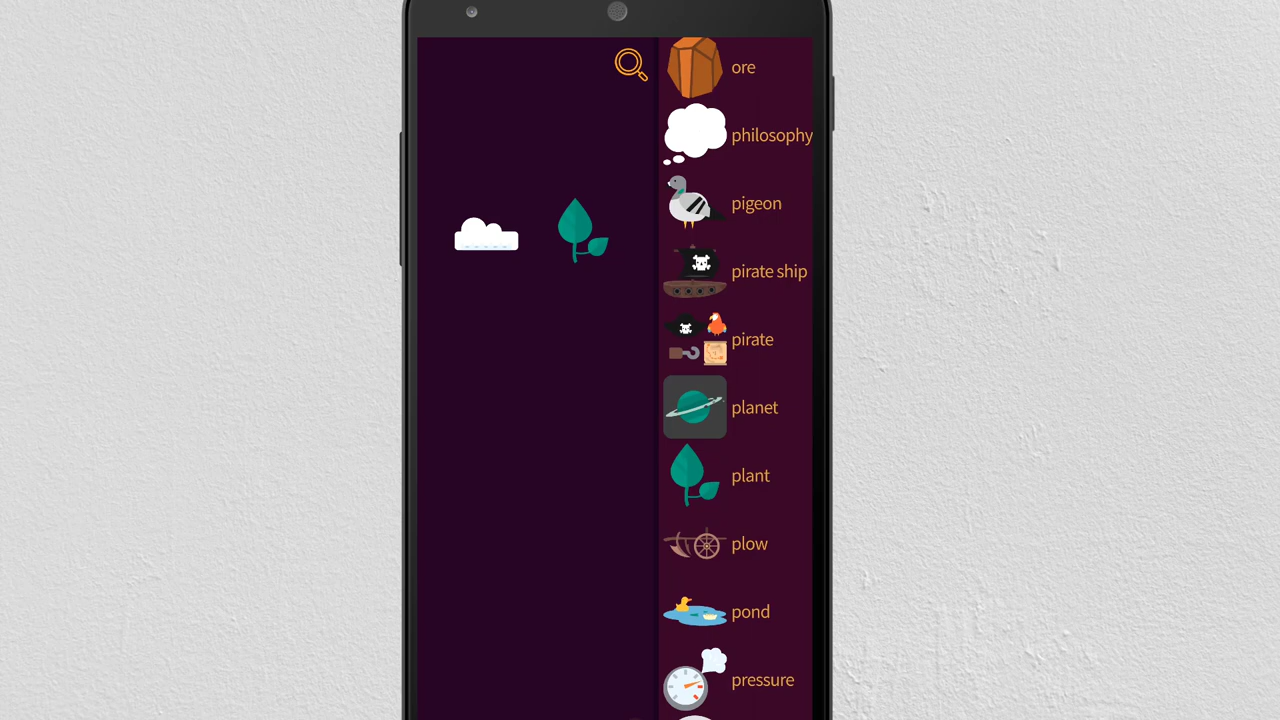 ore
philosophy
pigeon
pirate ship
pirate
planet
plant
plow
pond
pressure